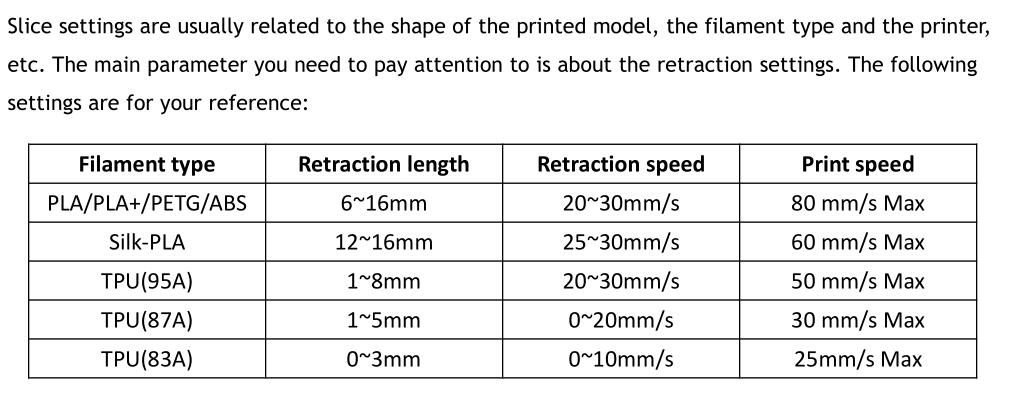 Slice settings are usually related to the shape of the printed model, the filament type and the printer,
etc. The main parameter you need to pay attention to is about the retraction settings. The following
settings are for your reference:
Filament type Retraction length Retraction speed Print speed
PLA/PLA+/PETG/ABS 6~16mm 20~30mm/s 80 mm/s Max
Silk-PLA 12~16mm 25~30mm/s 60 mm/s Max
TPU(95A) 1~8mm 20~30mm/s 50 mm/s Max
TPU(87A) 1~5mm 0~20mm/s 30 mm/s Max
TPU(83A) 0~3mm 0~10mm/s 25mm/s Max